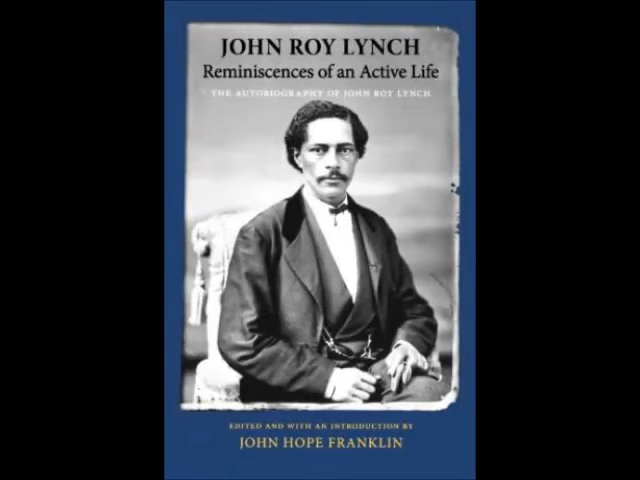 JOHN ROY LYNCH
Reminiscences of an Active Life
THE AUTOBIOGRAPHY OF JOHN ROY LYNCH
EDITED AND WITH AN INTRODUCTION BY
JOHN HOPE FRANKLIN